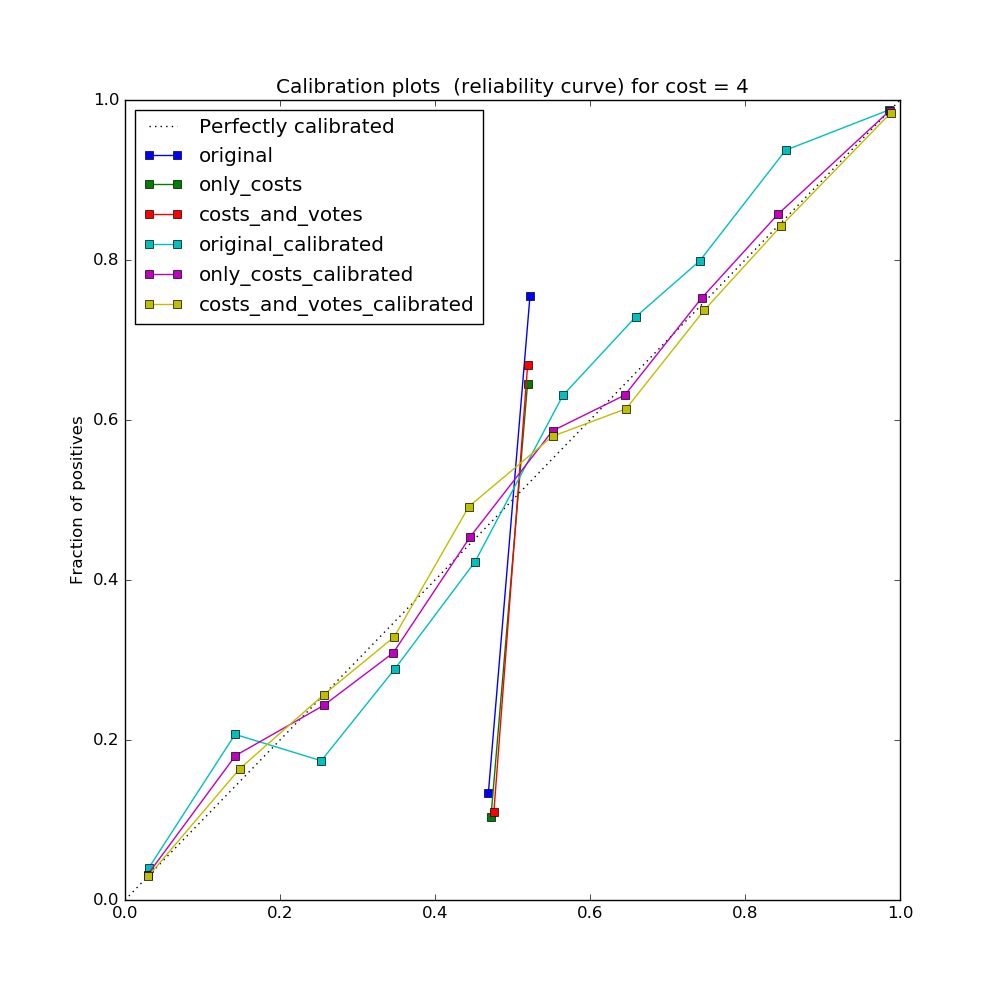 Calibration plots  (reliability curve) for cost = 4
1.0
0.8
0.6
0.4
0.2
0.0
Fraction of positives
Perfectly calibrated
original
only_costs
costs_and_votes
original_calibrated
only_costs_calibrated
costs_and_votes_calibrated
0.0 0.2 0.4 0.6 0.8 1.0